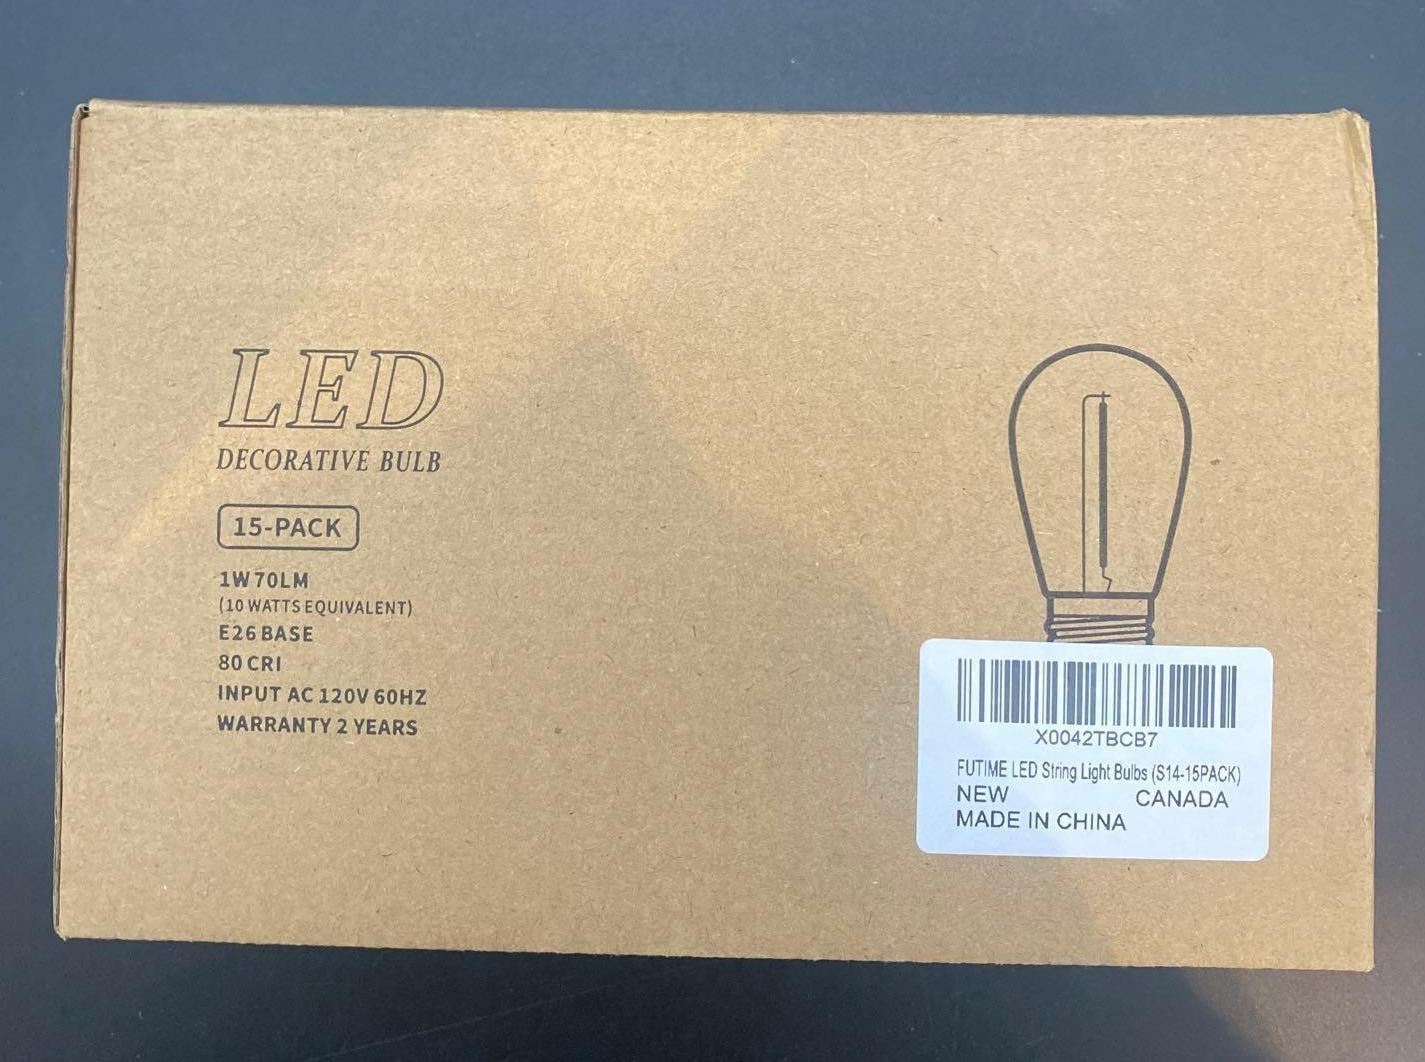 LED
DECORATIVE BULB
15-PACK
1W 70LM
(10 WATTS EQUIVALENT)
E26 BASE
80 CRI
INPUT AC 120V 60HZ
WARRANTY 2 YEARS
X0042TBCB7
FUTIME LED String Light Bulbs (S14-15PACK)
NEW CANADA
MADE IN CHINA